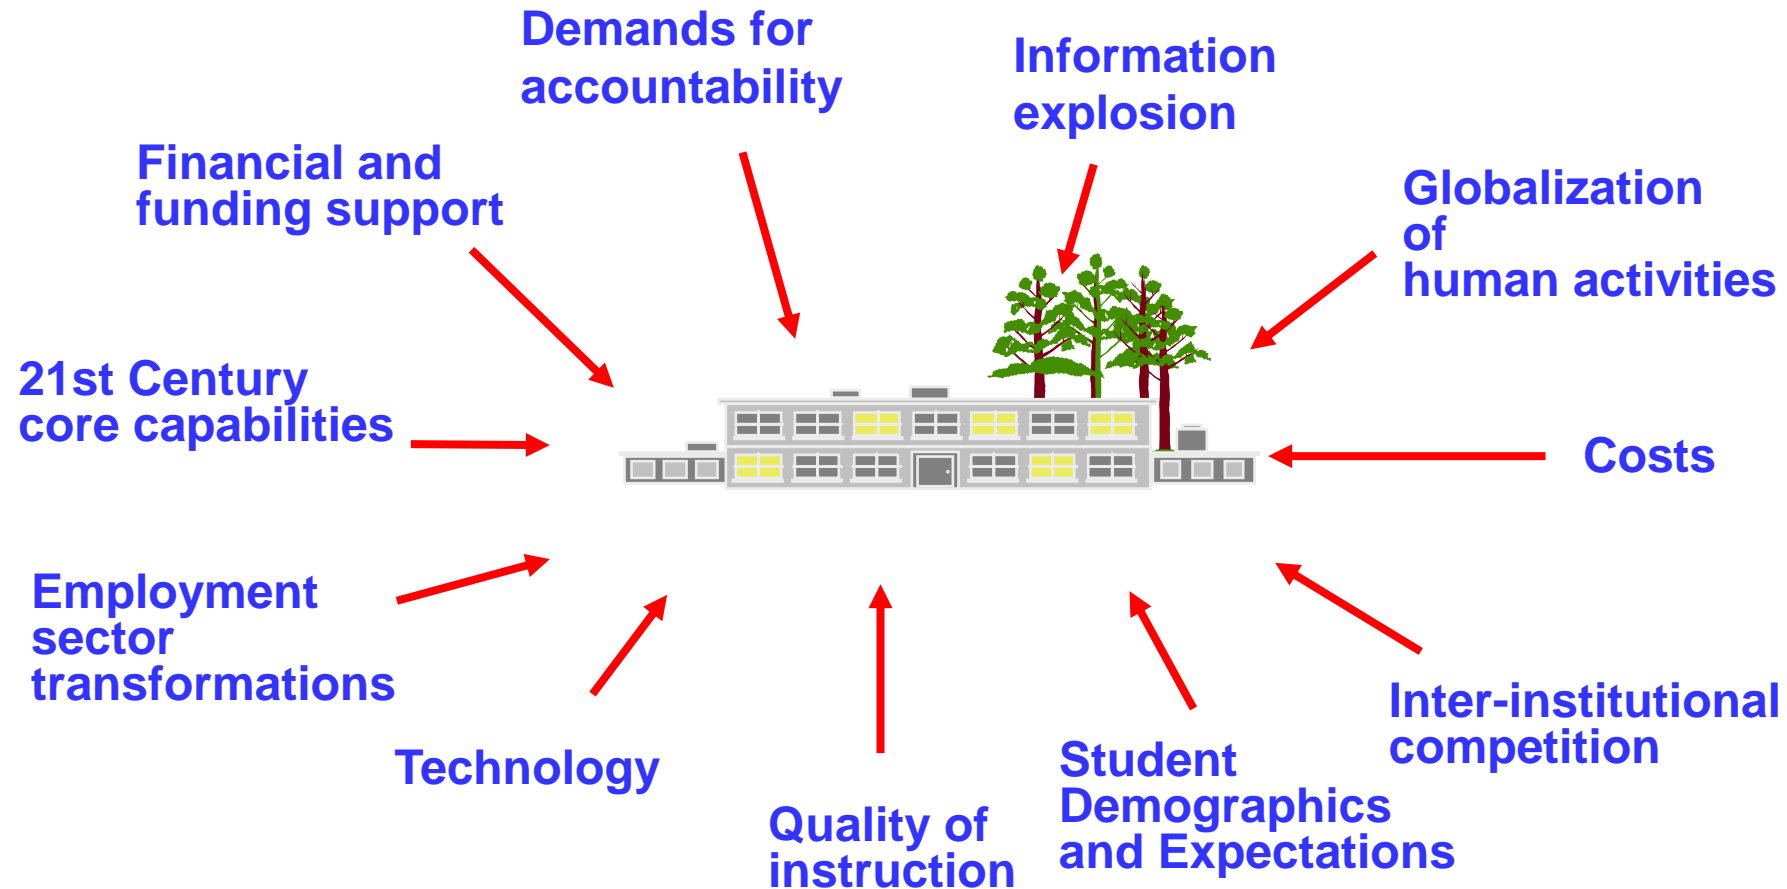 Demands for
accountability
Information
explosion
Financial and
funding support
Globalization
of
human activities
21st Century
core capabilities
Costs
Employment
sector
transformations
Technology
Quality of
instruction
Student
Demographics
and Expectations
Inter-institutional
competition